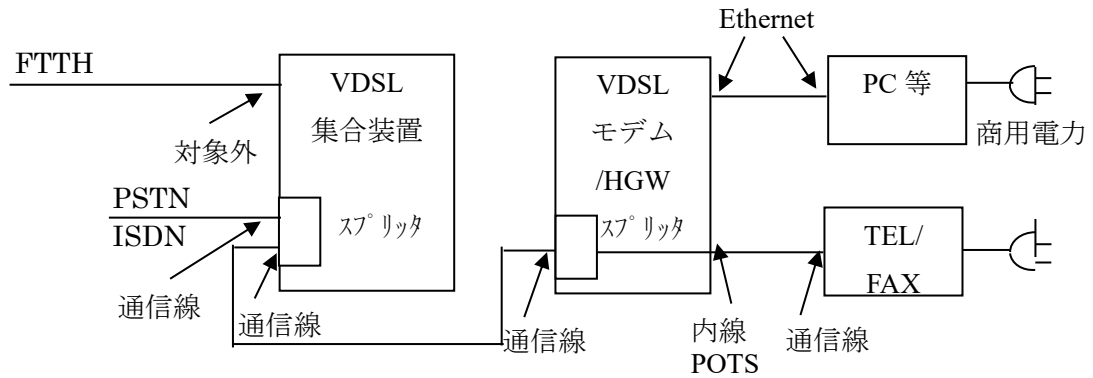 Ethernet
FTTH
VDSL
集合装置
対象外
PSTN
ISDN
ｽﾌﾟﾘｯﾀ
通信線
通信線
VDSL
モデム
/HGW
ｽﾌﾟﾘｯﾀ
通信線
内線
POTS
通信線
PC 等
商用電力
TEL/
FAX